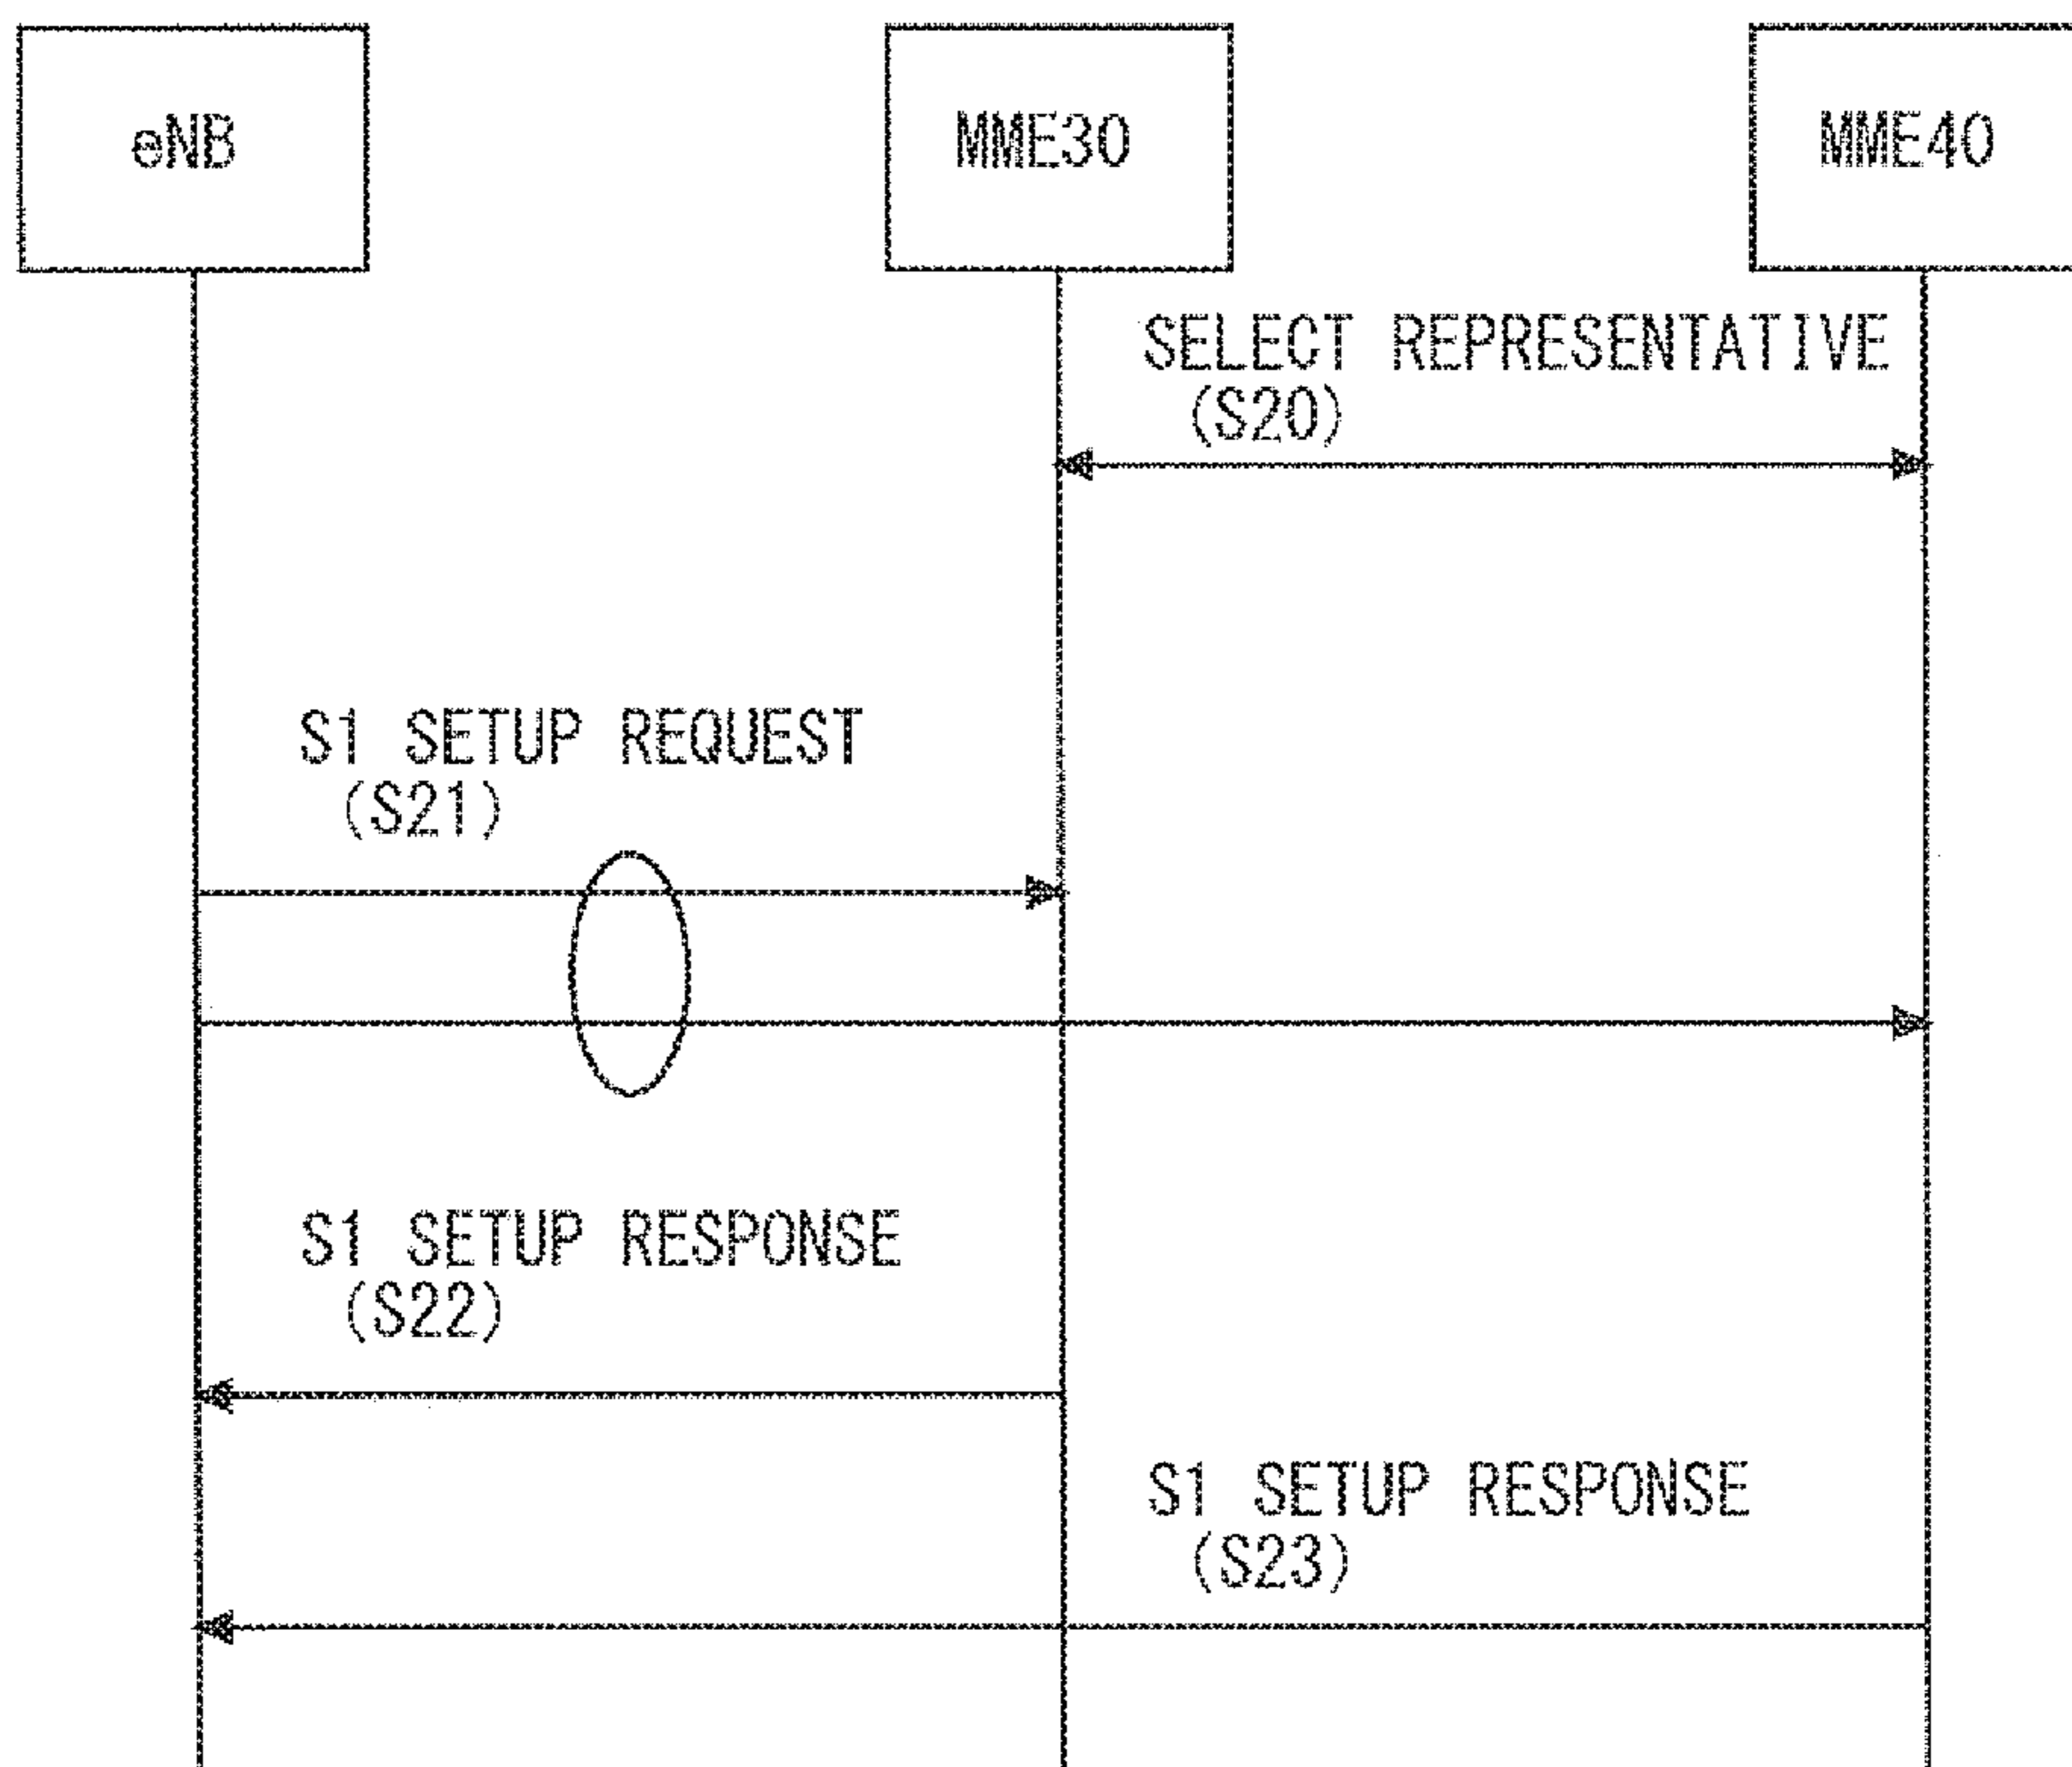 eNB
MME30
MME40
SELECT REPRESENTATIVE
(S20)
S1 SETUP REQUEST
(S21)
S1 SETUP RESPONSE
(S22)
S1 SETUP RESPONSE
(S23)